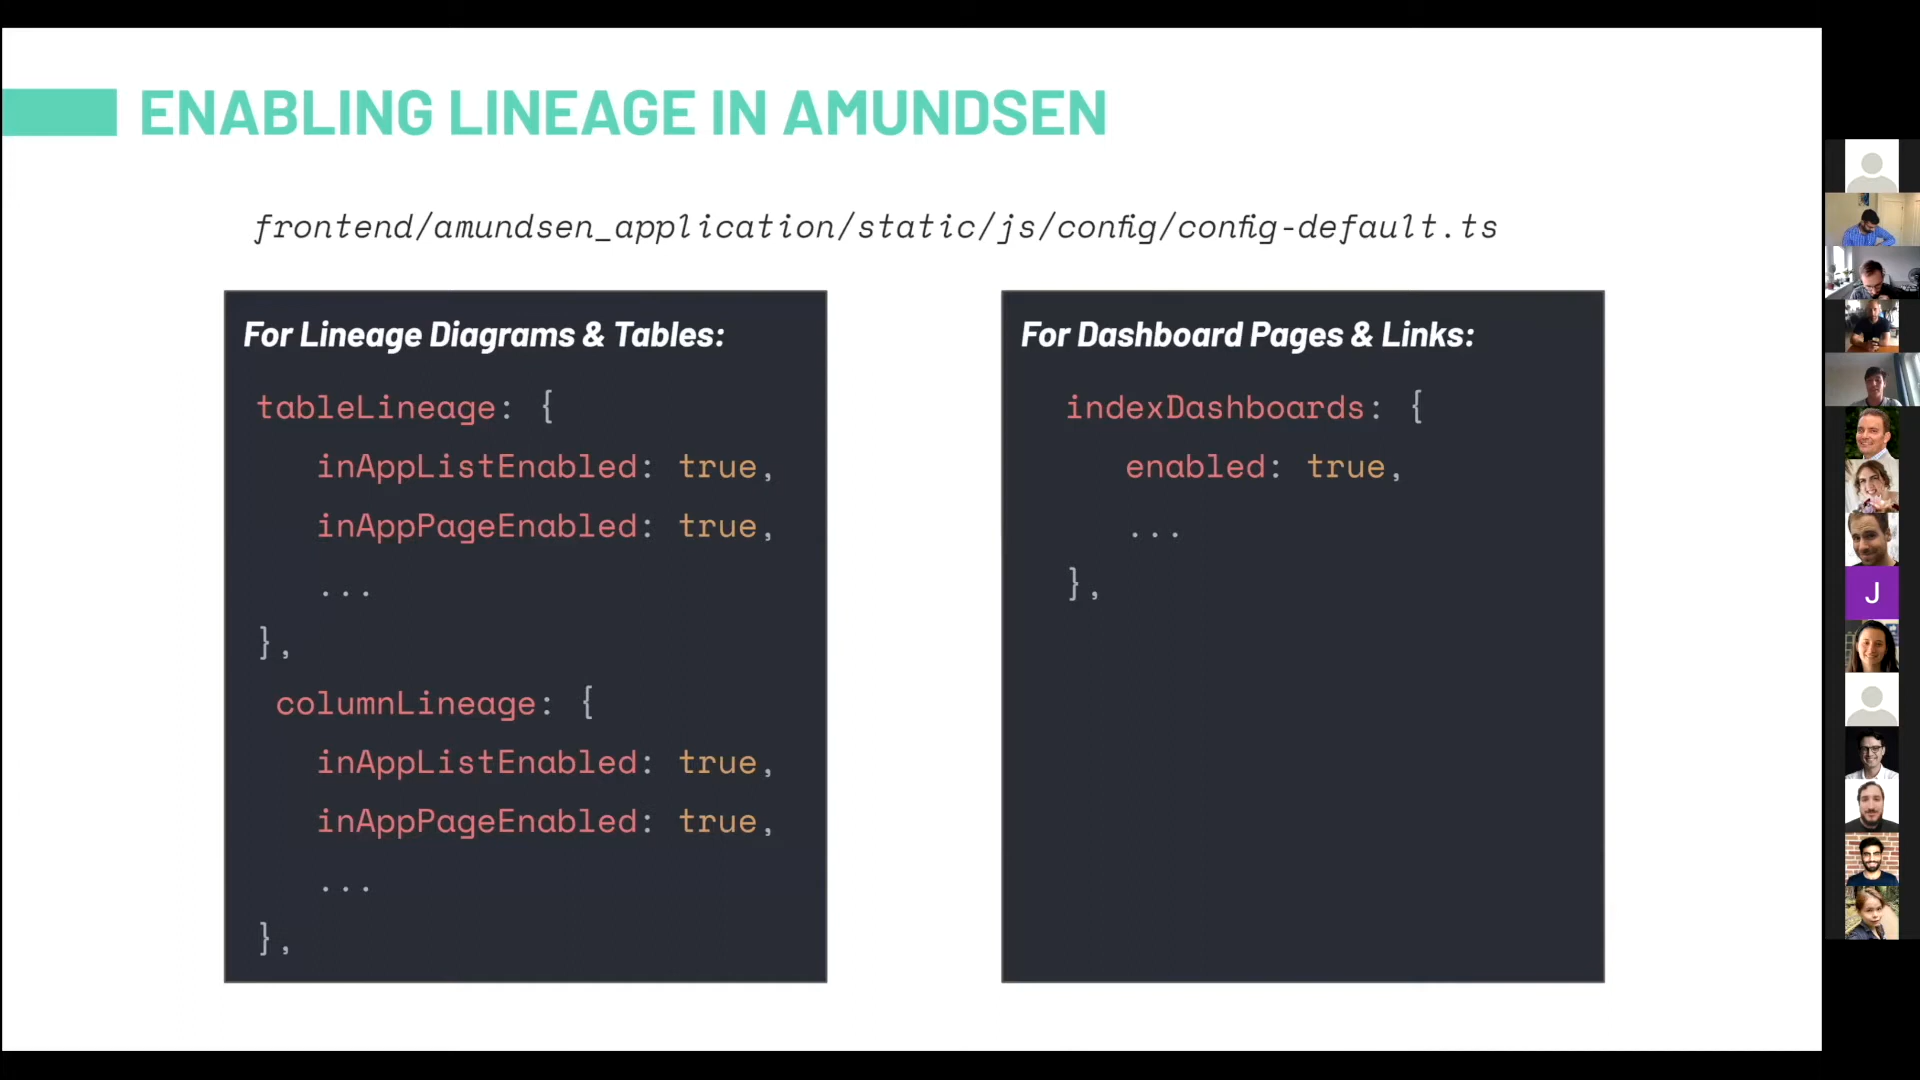 ENABLING LINEAGE IN AMUNDSEN
frontend/amundsen_application/static/js/config/config-default.ts
For Lineage Diagrams & Tables:
tableLineage: {
inAppListEnabled: true,
inAppPageEnabled: true,
...
},
columnLineage: {
inAppListEnabled: true,
inAppPageEnabled: true,
...
},
For Dashboard Pages & Links:
indexDashboards: {
enabled: true,
...
},
J